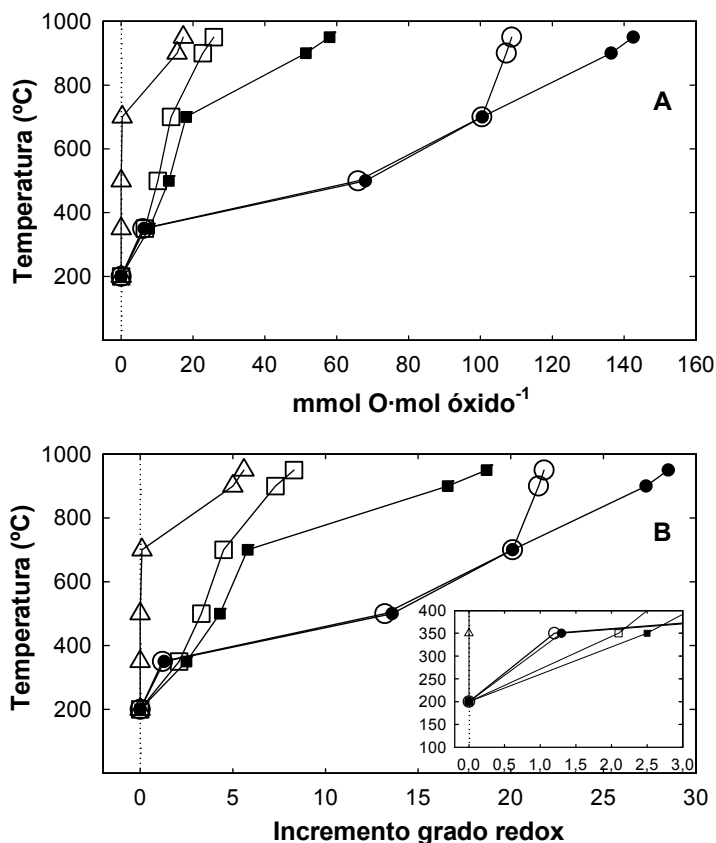 1000
800
600
400
200
Temperatura (ºC)
A
0 20 40 60 80 100 120 140 160
mmol O·mol óxido-1
1000
800
600
400
200
Temperatura (ºC)
B
400
350
300
250
200
150
100
0,0 0,5 1,0 1,5 2,0 2,5 3,0
0 5 10 15 20 25 30
Incremento grado redox